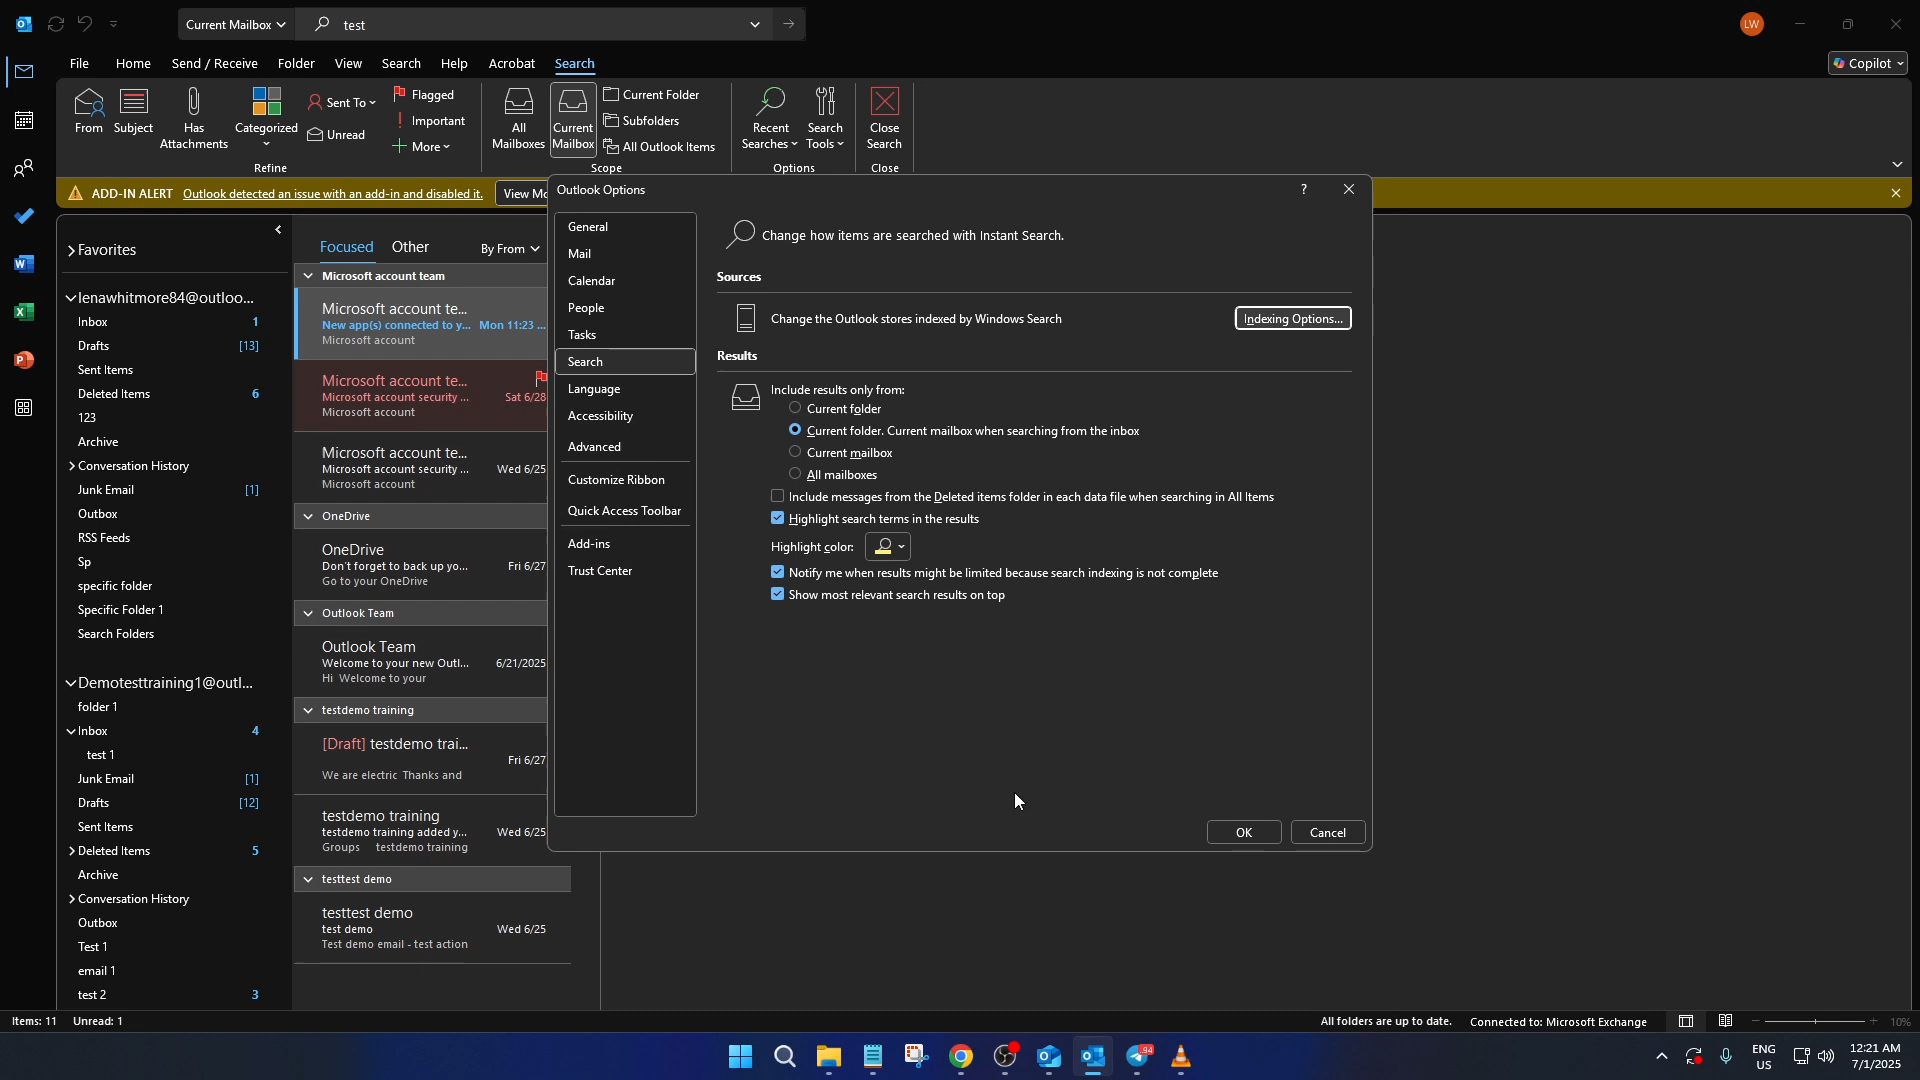 Current Mailbox
test
LW
File
Home
Send / Receive
Folder
View
Search
Help
Acrobat
Search
Copilot
From
Subject
Has
Attachments
Categorized
Sent To
Unread
Flagged
Important
More
Refine
All
Mailboxes
Current
Mailbox
Current Folder
Subfolders
All Outlook Items
Scope
Recent
Searches
Search
Tools
Options
Close
Search
Close
ADD-IN ALERT Outlook detected an issue with an add-in and disabled it.
View Mo
Favorites
lenawhitmore84@outloo...
Inbox 1
Drafts [13]
Sent Items
Deleted Items 6
123
Archive
Conversation History
Junk Email [1]
Outbox
RSS Feeds
Sp
specific folder
Specific Folder 1
Search Folders
Demotesttraining1@outl...
folder 1
Inbox 4
test 1
Junk Email [1]
Drafts [12]
Sent Items
Deleted Items 5
Archive
Conversation History
Outbox
Test 1
email 1
test 2 3
Focused
Other
By From
Microsoft account team
Microsoft account te...
New app(s) connected to y... Mon 11:23 ...
Microsoft account
Microsoft account te...
Microsoft account security ... Sat 6/28
Microsoft account
Microsoft account te...
Microsoft account security ... Wed 6/25
Microsoft account
OneDrive
OneDrive
Don't forget to back up yo... Fri 6/27
Go to your OneDrive
Outlook Team
Outlook Team
Welcome to your new Outl... 6/21/2025
Hi Welcome to your
testdemo training
[Draft] testdemo trai...
Fri 6/27
We are electric Thanks and
testdemo training
testdemo training added y... Wed 6/25
Groups testdemo training
testtest demo
testtest demo
test demo Wed 6/25
Test demo email - test action
Outlook Options
?
General
Mail
Calendar
People
Tasks
Search
Language
Accessibility
Advanced
Customize Ribbon
Quick Access Toolbar
Add-ins
Trust Center
Change how items are searched with Instant Search.
Sources
Change the Outlook stores indexed by Windows Search
Indexing Options...
Results
Include results only from:
Current folder
Current folder. Current mailbox when searching from the inbox
Current mailbox
All mailboxes
Include messages from the Deleted items folder in each data file when searching in All Items
Highlight search terms in the results
Highlight color:
Notify me when results might be limited because search indexing is not complete
Show most relevant search results on top
OK
Cancel
Items: 11 Unread: 1
All folders are up to date. Connected to: Microsoft Exchange
10%
94
ENG
US
12:21 AM
7/1/2025